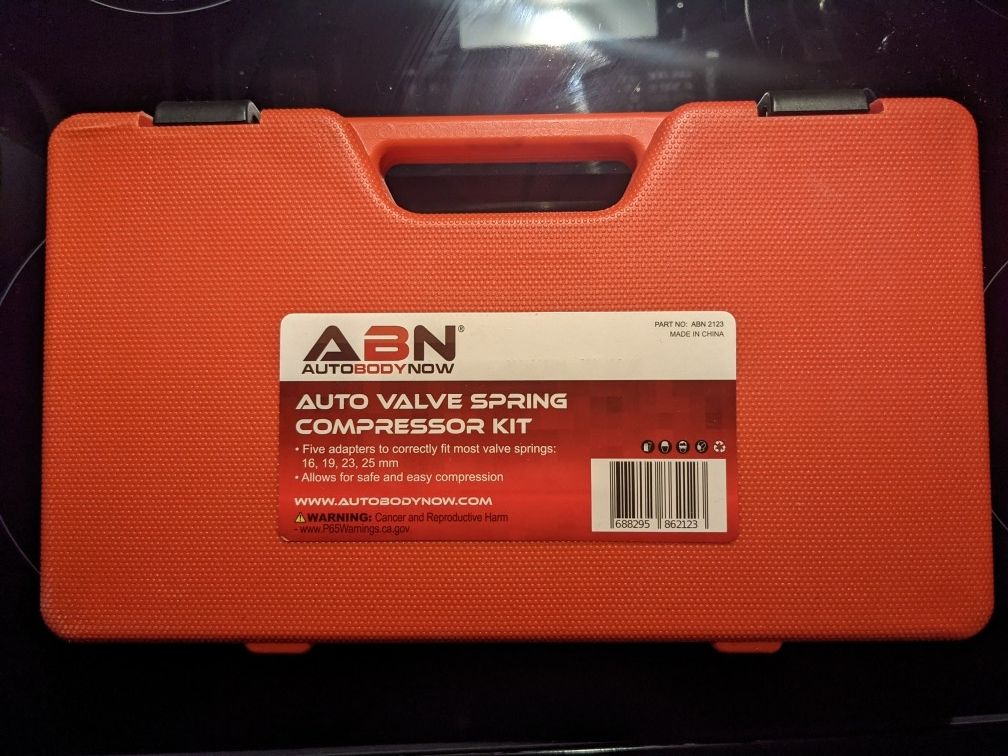 ABN®
AUTOBODYNOW
PART NO: ABN 2123
MADE IN CHINA
AUTO VALVE SPRING
COMPRESSOR KIT
• Five adapters to correctly fit most valve springs:
16, 19, 23, 25 mm
• Allows for safe and easy compression
WWW.AUTOBODYNOW.COM
WARNING: Cancer and Reproductive Harm
- www.P65Warnings.ca.gov
688295 862123